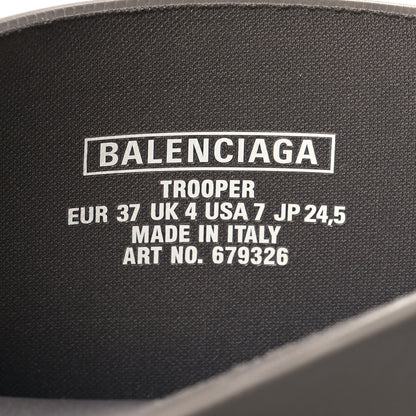 BALENCIAGA
TROOPER
EUR 37 UK 4 USA 7 JP 24,5
MADE IN ITALY
ART NO. 679326